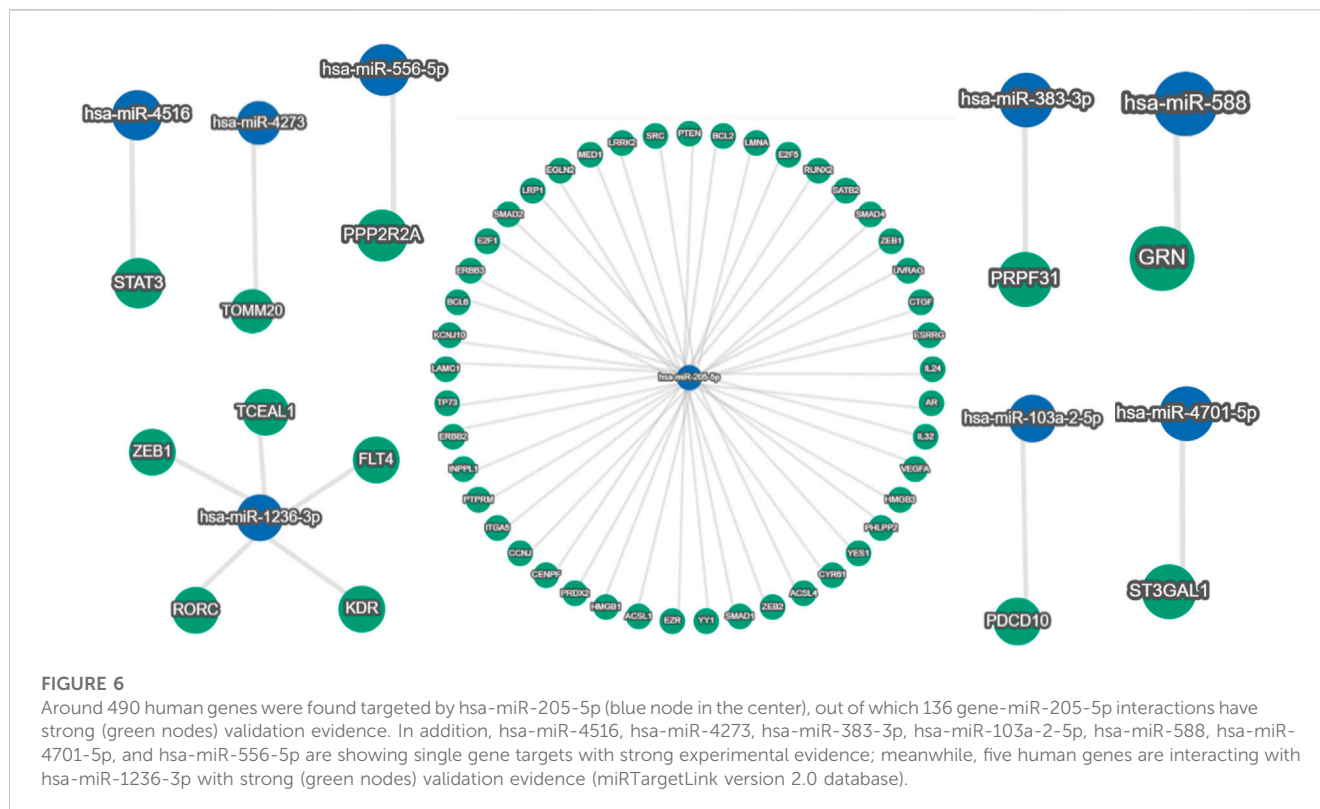 hsa-miR-556-5p
hsa-miR-4516
hsa-miR-4273
PPP2R2A
STAT3
TOMM20
hsa-miR-383-3p
hsa-miR-588
PRPF31
GRN
PTEN
BCL2
LMNA
E2F5
RUNX2
SATB2
SMAD4
ZEB1
UVRAG
CTGF
ESRRG
IL24
AR
IL32
VEGFA
HMGB3
PHLPP2
YES1
CYR61
ACSL4
ZEB2
SMAD1
YY1
EZR
ACSL1
HMGB1
PRDX2
CENPF
CCNJ
ITGA5
PTPRM
INPPL1
ERBB2
TP73
LAMC1
KCNJ10
BCL6
ERBB3
E2F1
SMAD2
LRP1
EGLN2
MED1
LRRK2
SRC
hsa-miR-205-5p
TCEAL1
ZEB1
FLT4
hsa-miR-1236-3p
RORC
KDR
hsa-miR-103a-2-5p
hsa-miR-4701-5p
PDCD10
ST3GAL1
FIGURE 6
Around 490 human genes were found targeted by hsa-miR-205-5p (blue node in the center), out of which 136 gene-miR-205-5p interactions have
strong (green nodes) validation evidence. In addition, hsa-miR-4516, hsa-miR-4273, hsa-miR-383-3p, hsa-miR-103a-2-5p, hsa-miR-588, hsa-miR-
4701-5p, and hsa-miR-556-5p are showing single gene targets with strong experimental evidence; meanwhile, five human genes are interacting with
hsa-miR-1236-3p with strong (green nodes) validation evidence (miRTargetLink version 2.0 database).